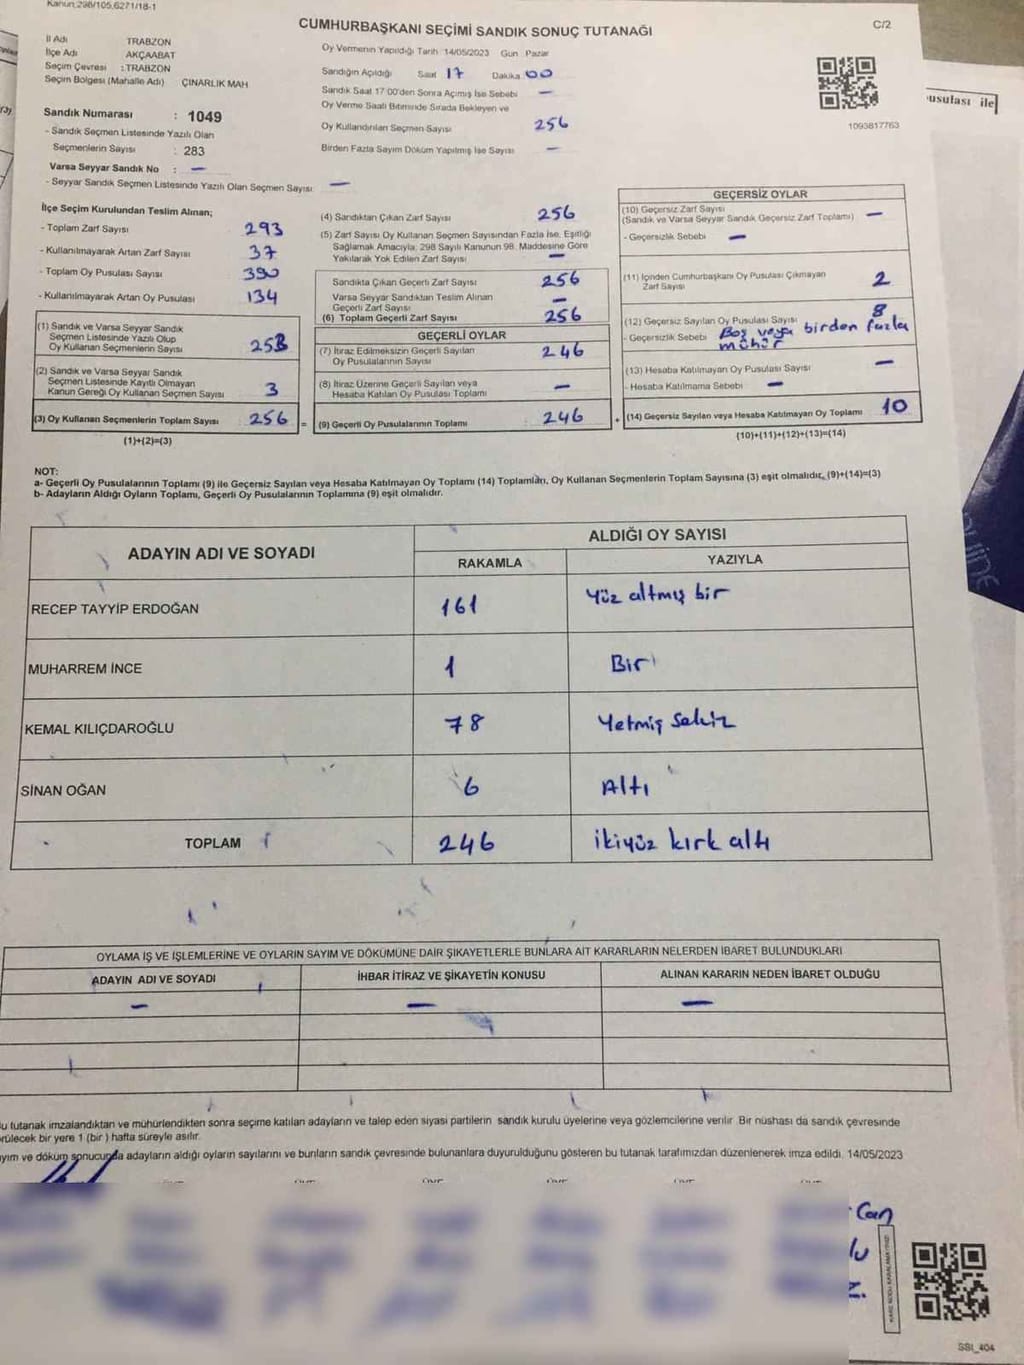 Kanun 298/105,6271/18-1
CUMHURBAŞKANI SEÇİMİ SANDIK SONUÇ TUTANAĞI
C/2
İl Adı TRABZON
İlçe Adı AKÇAABAT
Seçim Çevresi : TRABZON
Seçim Bölgesi (Mahalle Adı) ÇINARLIK MAH
Oy Vermenin Yapıldığı Tarih 14/05/2023 Gün Pazar
Sandığın Açıldığı Saat 17 Dakika 00
Sandık Saat 17:00'den Sonra Açımış İse Sebebi —
Oy Verme Saati Bitiminde Sırada Bekleyen ve
Oy Kullandırılan Seçmen Sayısı 256
Birden Fazla Sayım Döküm Yapılmış İse Sayısı —
1093817763
usulası ile
Sandık Numarası : 1049
- Sandık Seçmen Listesinde Yazılı Olan
Seçmenlerin Sayısı : 283
Varsa Seyyar Sandık No : —
- Seyyar Sandık Seçmen Listesinde Yazılı Olan Seçmen Sayısı —
İlçe Seçim Kurulundan Teslim Alınan;
- Toplam Zarf Sayısı 293
- Kullanılmayarak Artan Zarf Sayısı 37
- Toplam Oy Pusulası Sayısı 390
- Kullanılmayarak Artan Oy Pusulası 134
(1) Sandık ve Varsa Seyyar Sandık
Seçmen Listesinde Yazılı Olup
Oy Kullanan Seçmenlerin Sayısı 253
(2) Sandık ve Varsa Seyyar Sandık
Seçmen Listesinde Kayıtlı Olmayan
Kanun Gereği Oy Kullanan Seçmen Sayısı 3
(3) Oy Kullanan Seçmenlerin Toplam Sayısı 256
(1)+(2)=(3)
(4) Sandıktan Çıkan Zarf Sayısı 256
(5) Zarf Sayısı Oy Kullanan Seçmen Sayısından Fazla İse, Eşitliği
Sağlamak Amacıyla, 298 Sayılı Kanunun 98. Maddesine Göre
Yakılarak Yok Edilen Zarf Sayısı —
Sandıkta Çıkan Geçerli Zarf Sayısı 256
Varsa Seyyar Sandıktan Teslim Alınan
Geçerli Zarf Sayısı —
(6) Toplam Geçerli Zarf Sayısı 256
GEÇERLİ OYLAR
(7) İtiraz Edilmeksizin Geçerli Sayılan
Oy Pusulalarının Sayısı 246
(8) İtiraz Üzerine Geçerli Sayılan veya
Hesaba Katılan Oy Pusulası Toplamı —
= (9) Geçerli Oy Pusulalarının Toplamı 246
GEÇERSİZ OYLAR
(10) Geçersiz Zarf Sayısı
(Sandık ve Varsa Seyyar Sandık Geçersiz Zarf Toplamı) —
- Geçersizlik Sebebi —
(11) İçinden Cumhurbaşkanı Oy Pusulası Çıkmayan
Zarf Sayısı 2
(12) Geçersiz Sayılan Oy Pusulası Sayısı 8
- Geçersizlik Sebebi Boş veya birden fazla
mühür
(13) Hesaba Katılmayan Oy Pusulası Sayısı —
- Hesaba Katılmama Sebebi —
+ (14) Geçersiz Sayılan veya Hesaba Katılmayan Oy Toplamı 10
(10)+(11)+(12)+(13)=(14)
NOT:
a- Geçerli Oy Pusulalarının Toplamı (9) ile Geçersiz Sayılan veya Hesaba Katılmayan Oy Toplamı (14) Toplamları, Oy Kullanan Seçmenlerin Toplam Sayısına (3) eşit olmalıdır. (9)+(14)=(3)
b- Adayların Aldığı Oyların Toplamı, Geçerli Oy Pusulalarının Toplamına (9) eşit olmalıdır.
ADAYIN ADI VE SOYADI
ALDIĞI OY SAYISI
RAKAMLA YAZIYLA
RECEP TAYYİP ERDOĞAN 161 Yüz altmış bir
MUHARREM İNCE 1 Bir
KEMAL KILIÇDAROĞLU 78 Yetmiş Sekiz
SİNAN OĞAN 6 Altı
TOPLAM 246 ikiyüz kırk altı
OYLAMA İŞ VE İŞLEMLERİNE VE OYLARIN SAYIM VE DÖKÜMÜNE DAİR ŞİKAYETLERLE BUNLARA AİT KARARLARIN NELERDEN İBARET BULUNDUKLARI
ADAYIN ADI VE SOYADI İHBAR İTİRAZ VE ŞİKAYETİN KONUSU ALINAN KARARIN NEDEN İBARET OLDUĞU
— — —
u tutanak imzalandıktan ve mühürlendikten sonra seçime katılan adayların ve talep eden siyasi partilerin sandık kurulu üyelerine veya gözlemcilerine verilir. Bir nüshası da sandık çevresinde
rülecek bir yere 1 (bir) hafta süreyle asılır.
yım ve döküm sonucunda adayların aldığı oyların sayılarını ve bunların sandık çevresinde bulunanlara duyurulduğunu gösteren bu tutanak tarafımızdan düzenlenerek imza edildi. 14/05/2023
Can
lu
SSI_404